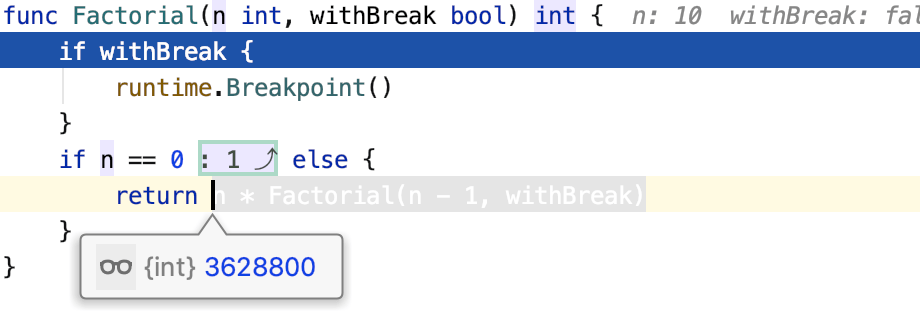 func Factorial(n int, withBreak bool) int { n: 10 withBreak: fal
if withBreak {
runtime.Breakpoint()
}
if n == 0 : 1 else {
return n * Factorial(n - 1, withBreak)
}
{int} 3628800
}